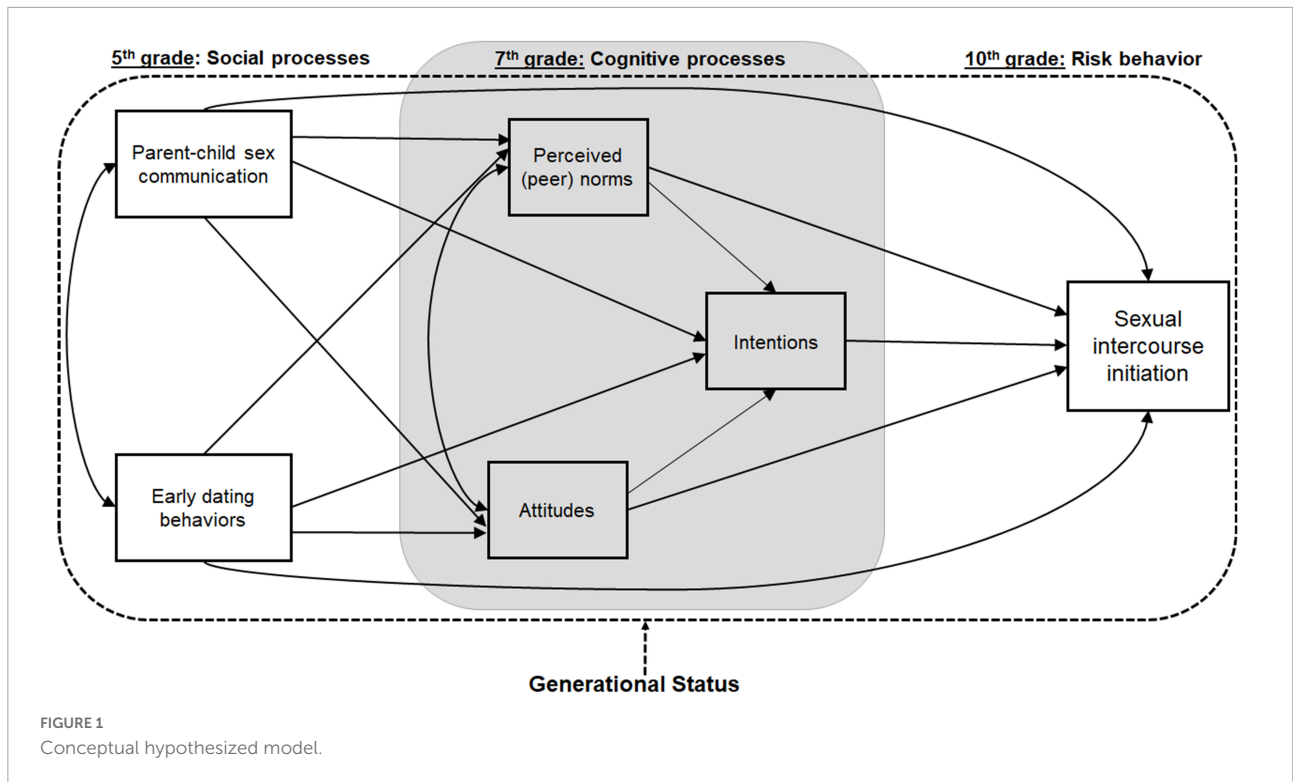 5th grade: Social processes
7th grade: Cognitive processes
10th grade: Risk behavior
Parent-child sex
communication
Perceived
(peer) norms
Intentions
Sexual
intercourse
initiation
Early dating
behaviors
Attitudes
Generational Status
FIGURE 1
Conceptual hypothesized model.